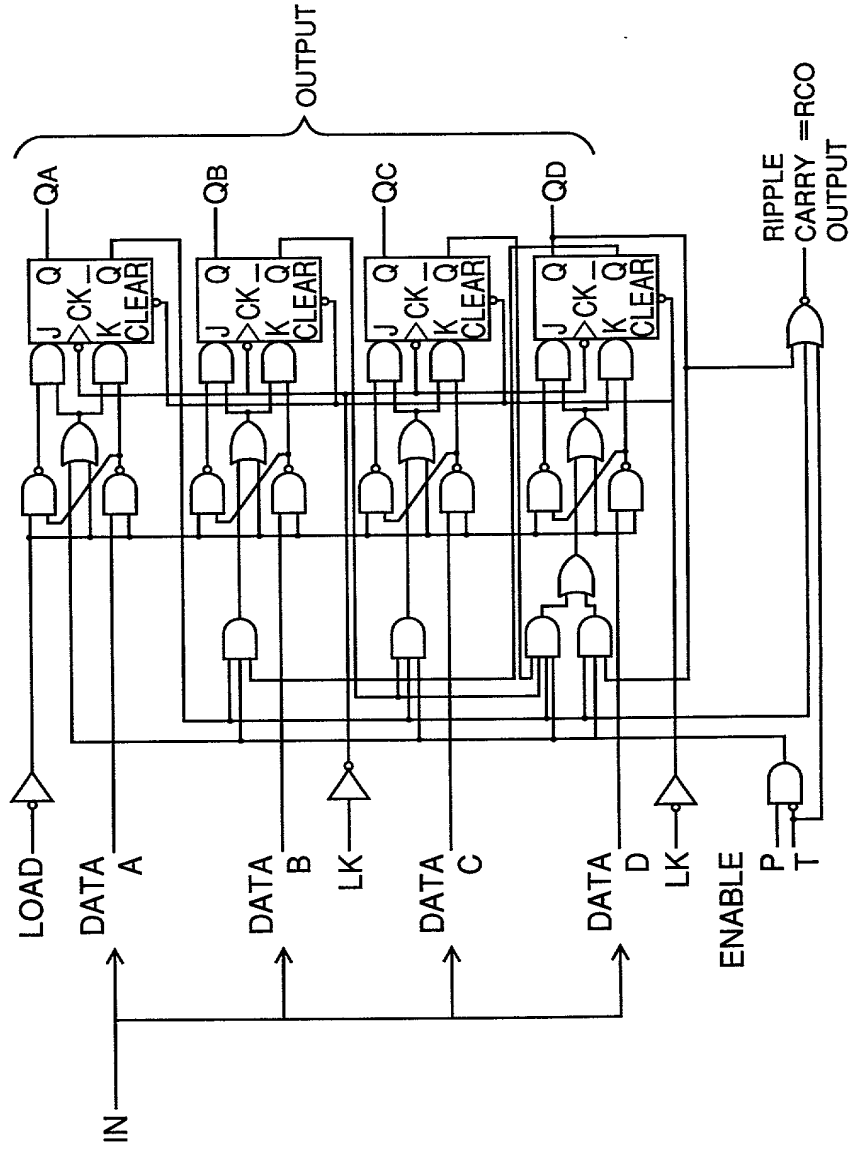 IN
LOAD
DATA
A
DATA
B
LK
DATA
C
DATA
D
LK
ENABLE
P
T
J
CK
K
Q
Q
CLEAR
J
CK
K
Q
Q
CLEAR
J
CK
K
Q
Q
CLEAR
J
CK
K
Q
Q
CLEAR
QA
QB
QC
QD
OUTPUT
RIPPLE
CARRY =RCO
OUTPUT